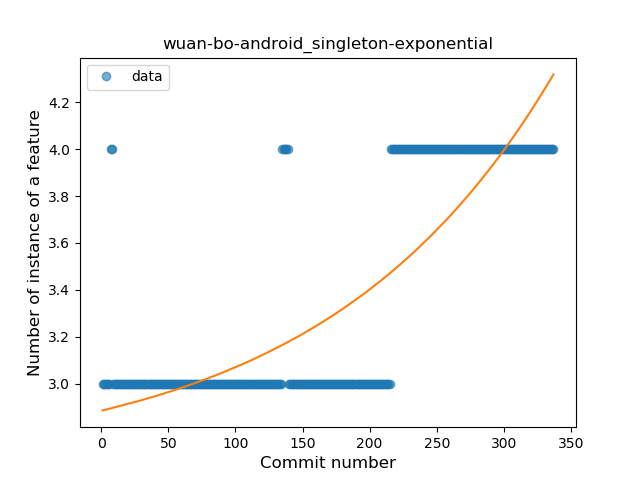 wuan-bo-android_singleton-exponential
data
Number of instance of a feature
4.2
4.0
3.8
3.6
3.4
3.2
3.0
0 50 100 150 200 250 300 350
Commit number